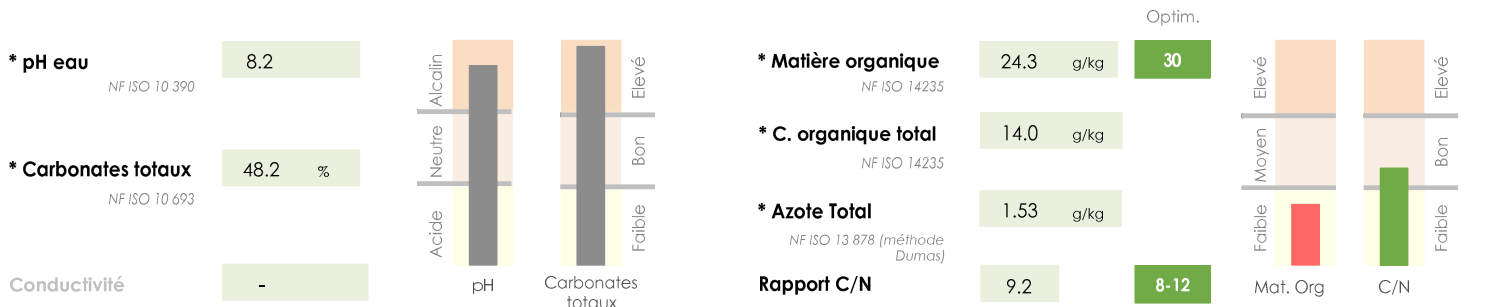 * pH eau
8.2
NF ISO 10 390
* Carbonates totaux
48.2 %
NF ISO 10 693
Conductivité
-
Alcalin
Neutre
Acide
Elevé
Bon
Faible
pH
Carbonates
totaux
Optim.
* Matière organique
24.3 g/kg
30
NF ISO 14235
* C. organique total
14.0 g/kg
NF ISO 14235
* Azote Total
1.53 g/kg
NF ISO 13 878 (méthode
Dumas)
Rapport C/N
9.2
8-12
Elevé
Moyen
Faible
Elevé
Bon
Faible
Mat. Org
C/N